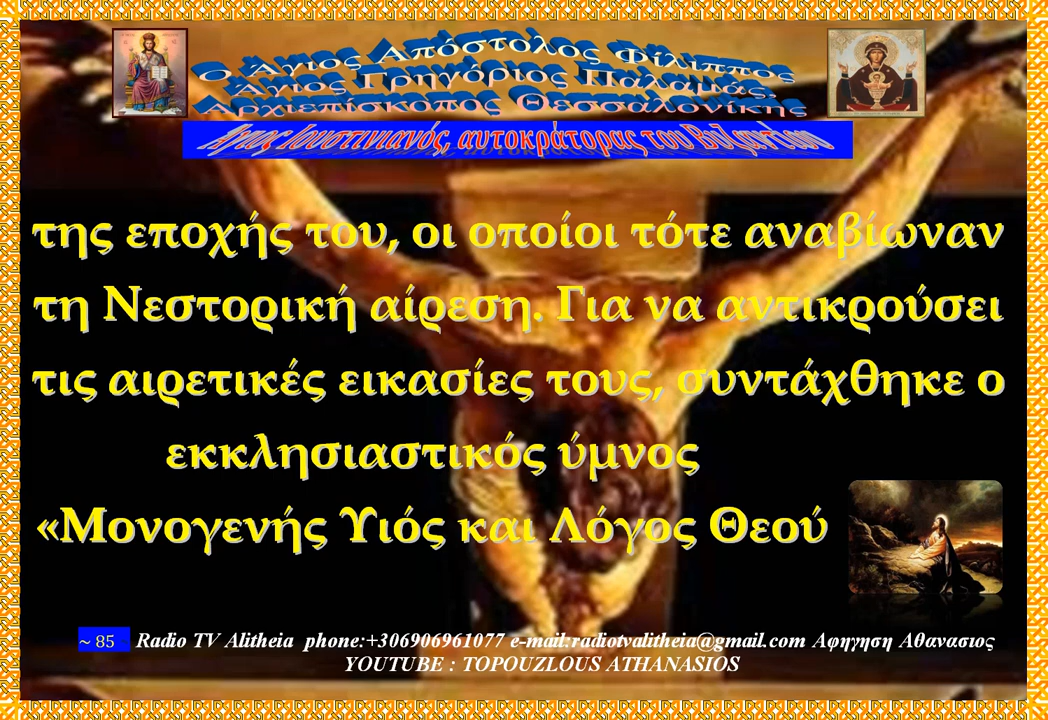 Ο Άγιος Απόστολος Φίλιππος
Άγιος Γρηγόριος Παλαμάς,
Αρχιεπίσκοπος Θεσσαλονίκης
Άγιος Ιουστινιανός, αυτοκράτορας του Βυζαντίου
της εποχής του, οι οποίοι τότε αναβίωναν
τη Νεστορική αίρεση. Για να αντικρούσει
τις αιρετικές εικασίες τους, συντάχθηκε ο
εκκλησιαστικός ύμνος
«Μονογενής Υιός και Λόγος Θεού
~ 85 Radio TV Alitheia phone:+306906961077 e-mail:radiotvalitheia@gmail.com Αφηγηση Αθανασιος
YOUTUBE : TOPOUZLOUS ATHANASIOS